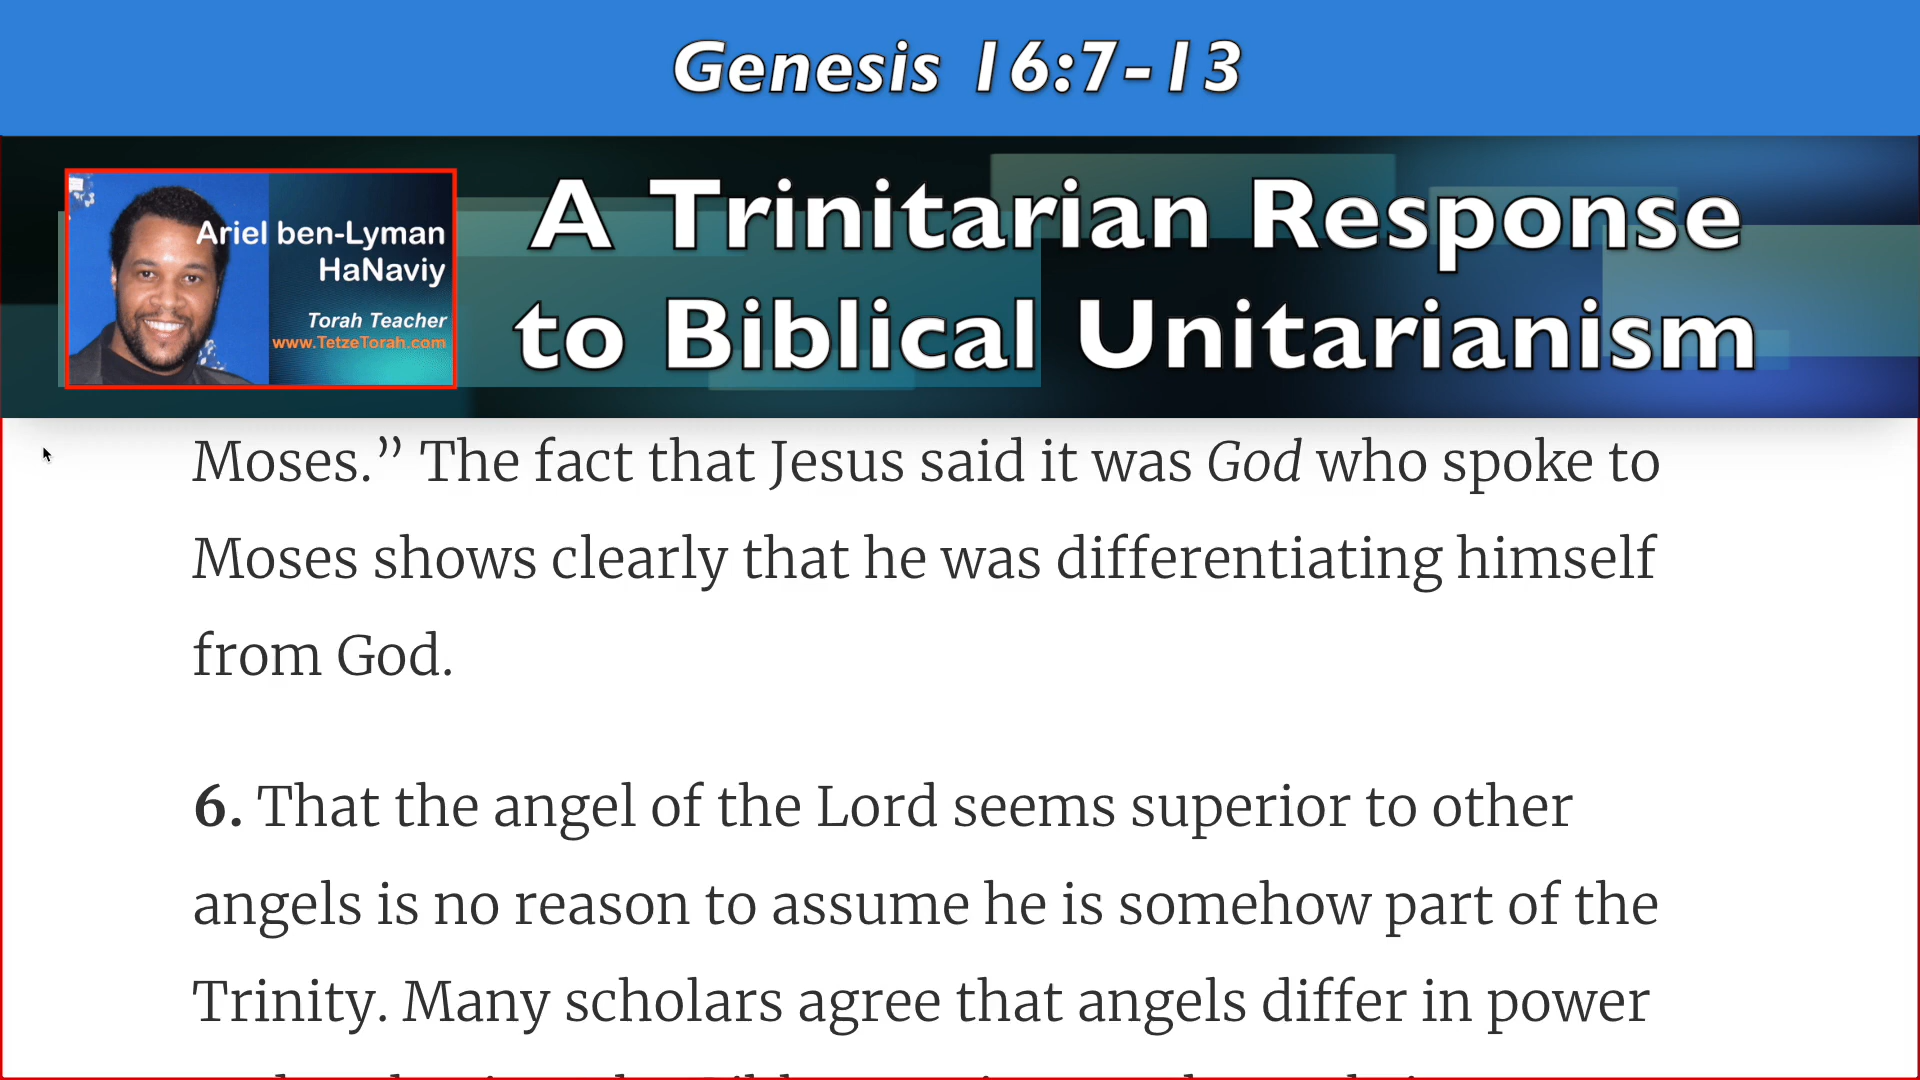 Genesis 16:7-13
Ariel ben-Lyman
HaNaviy
Torah Teacher
www.TetzeTorah.com
A Trinitarian Response
to Biblical Unitarianism
Moses.” The fact that Jesus said it was God who spoke to
Moses shows clearly that he was differentiating himself
from God.
6. That the angel of the Lord seems superior to other
angels is no reason to assume he is somehow part of the
Trinity. Many scholars agree that angels differ in power